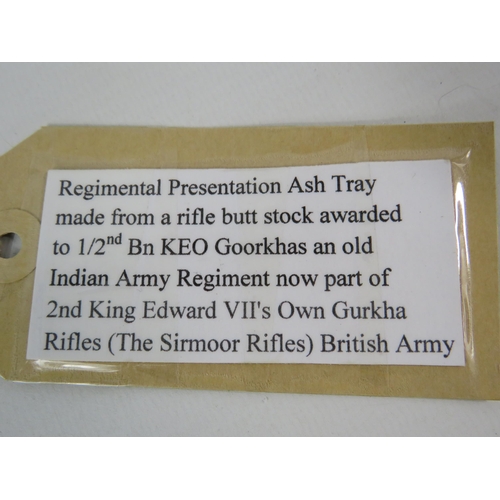 Regimental Presentation Ash Tray
made from a rifle butt stock awarded
to 1/2nd Bn KEO Goorkhas an old
Indian Army Regiment now part of
2nd King Edward VII's Own Gurkha
Rifles (The Sirmoor Rifles) British Army